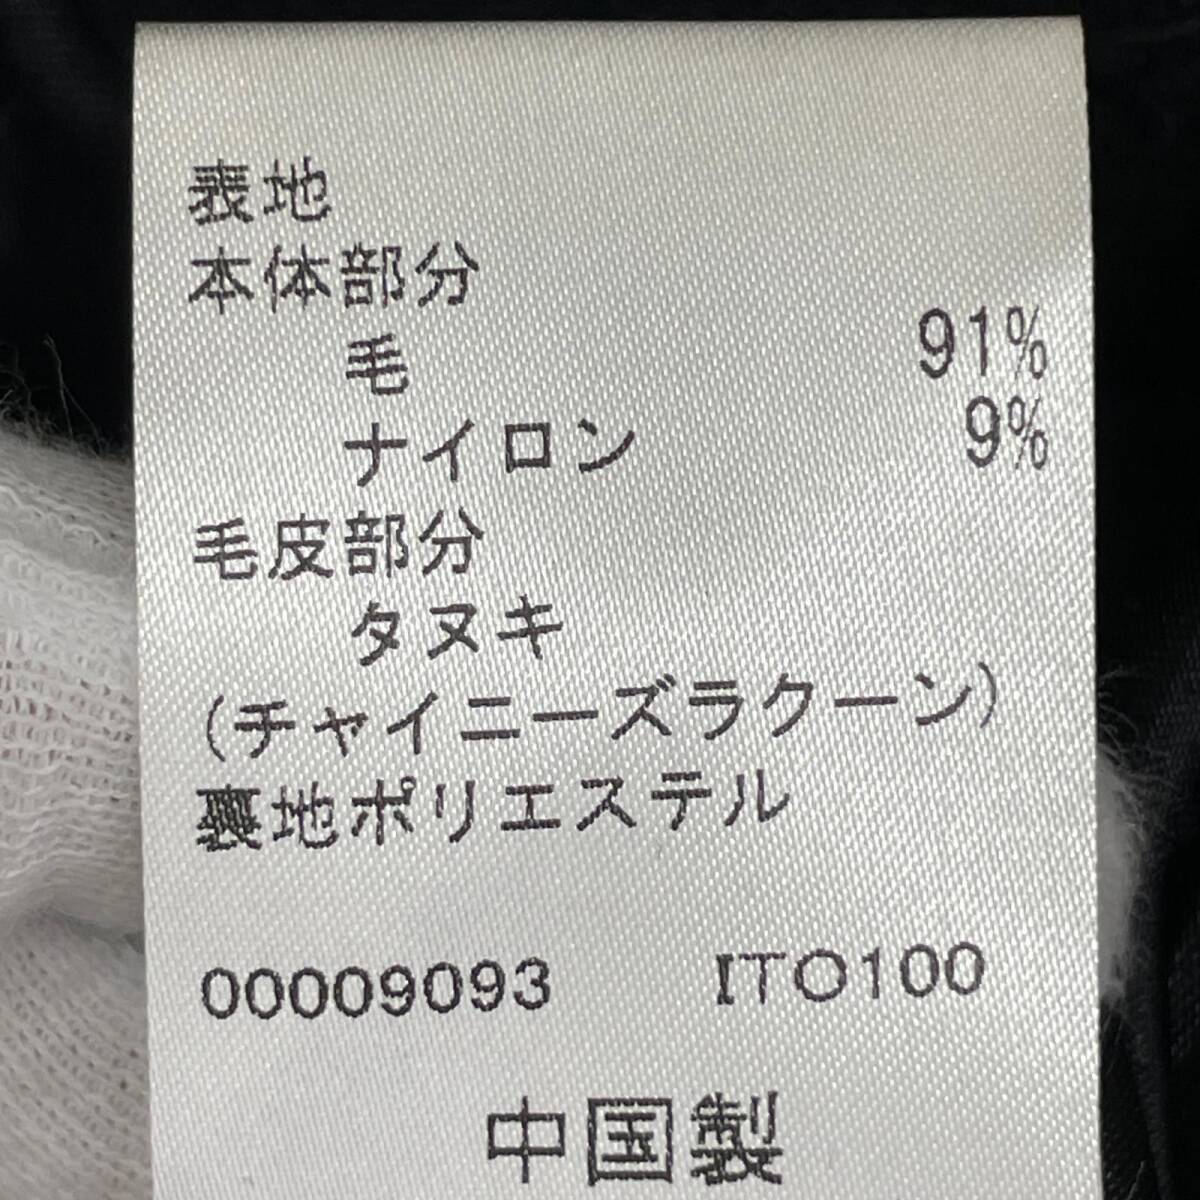 表地
本体部分
毛 91%
ナイロン 9%
毛皮部分
タヌキ
(チャイニーズラクーン)
裏地ポリエステル
00009093 ITO100
中国製